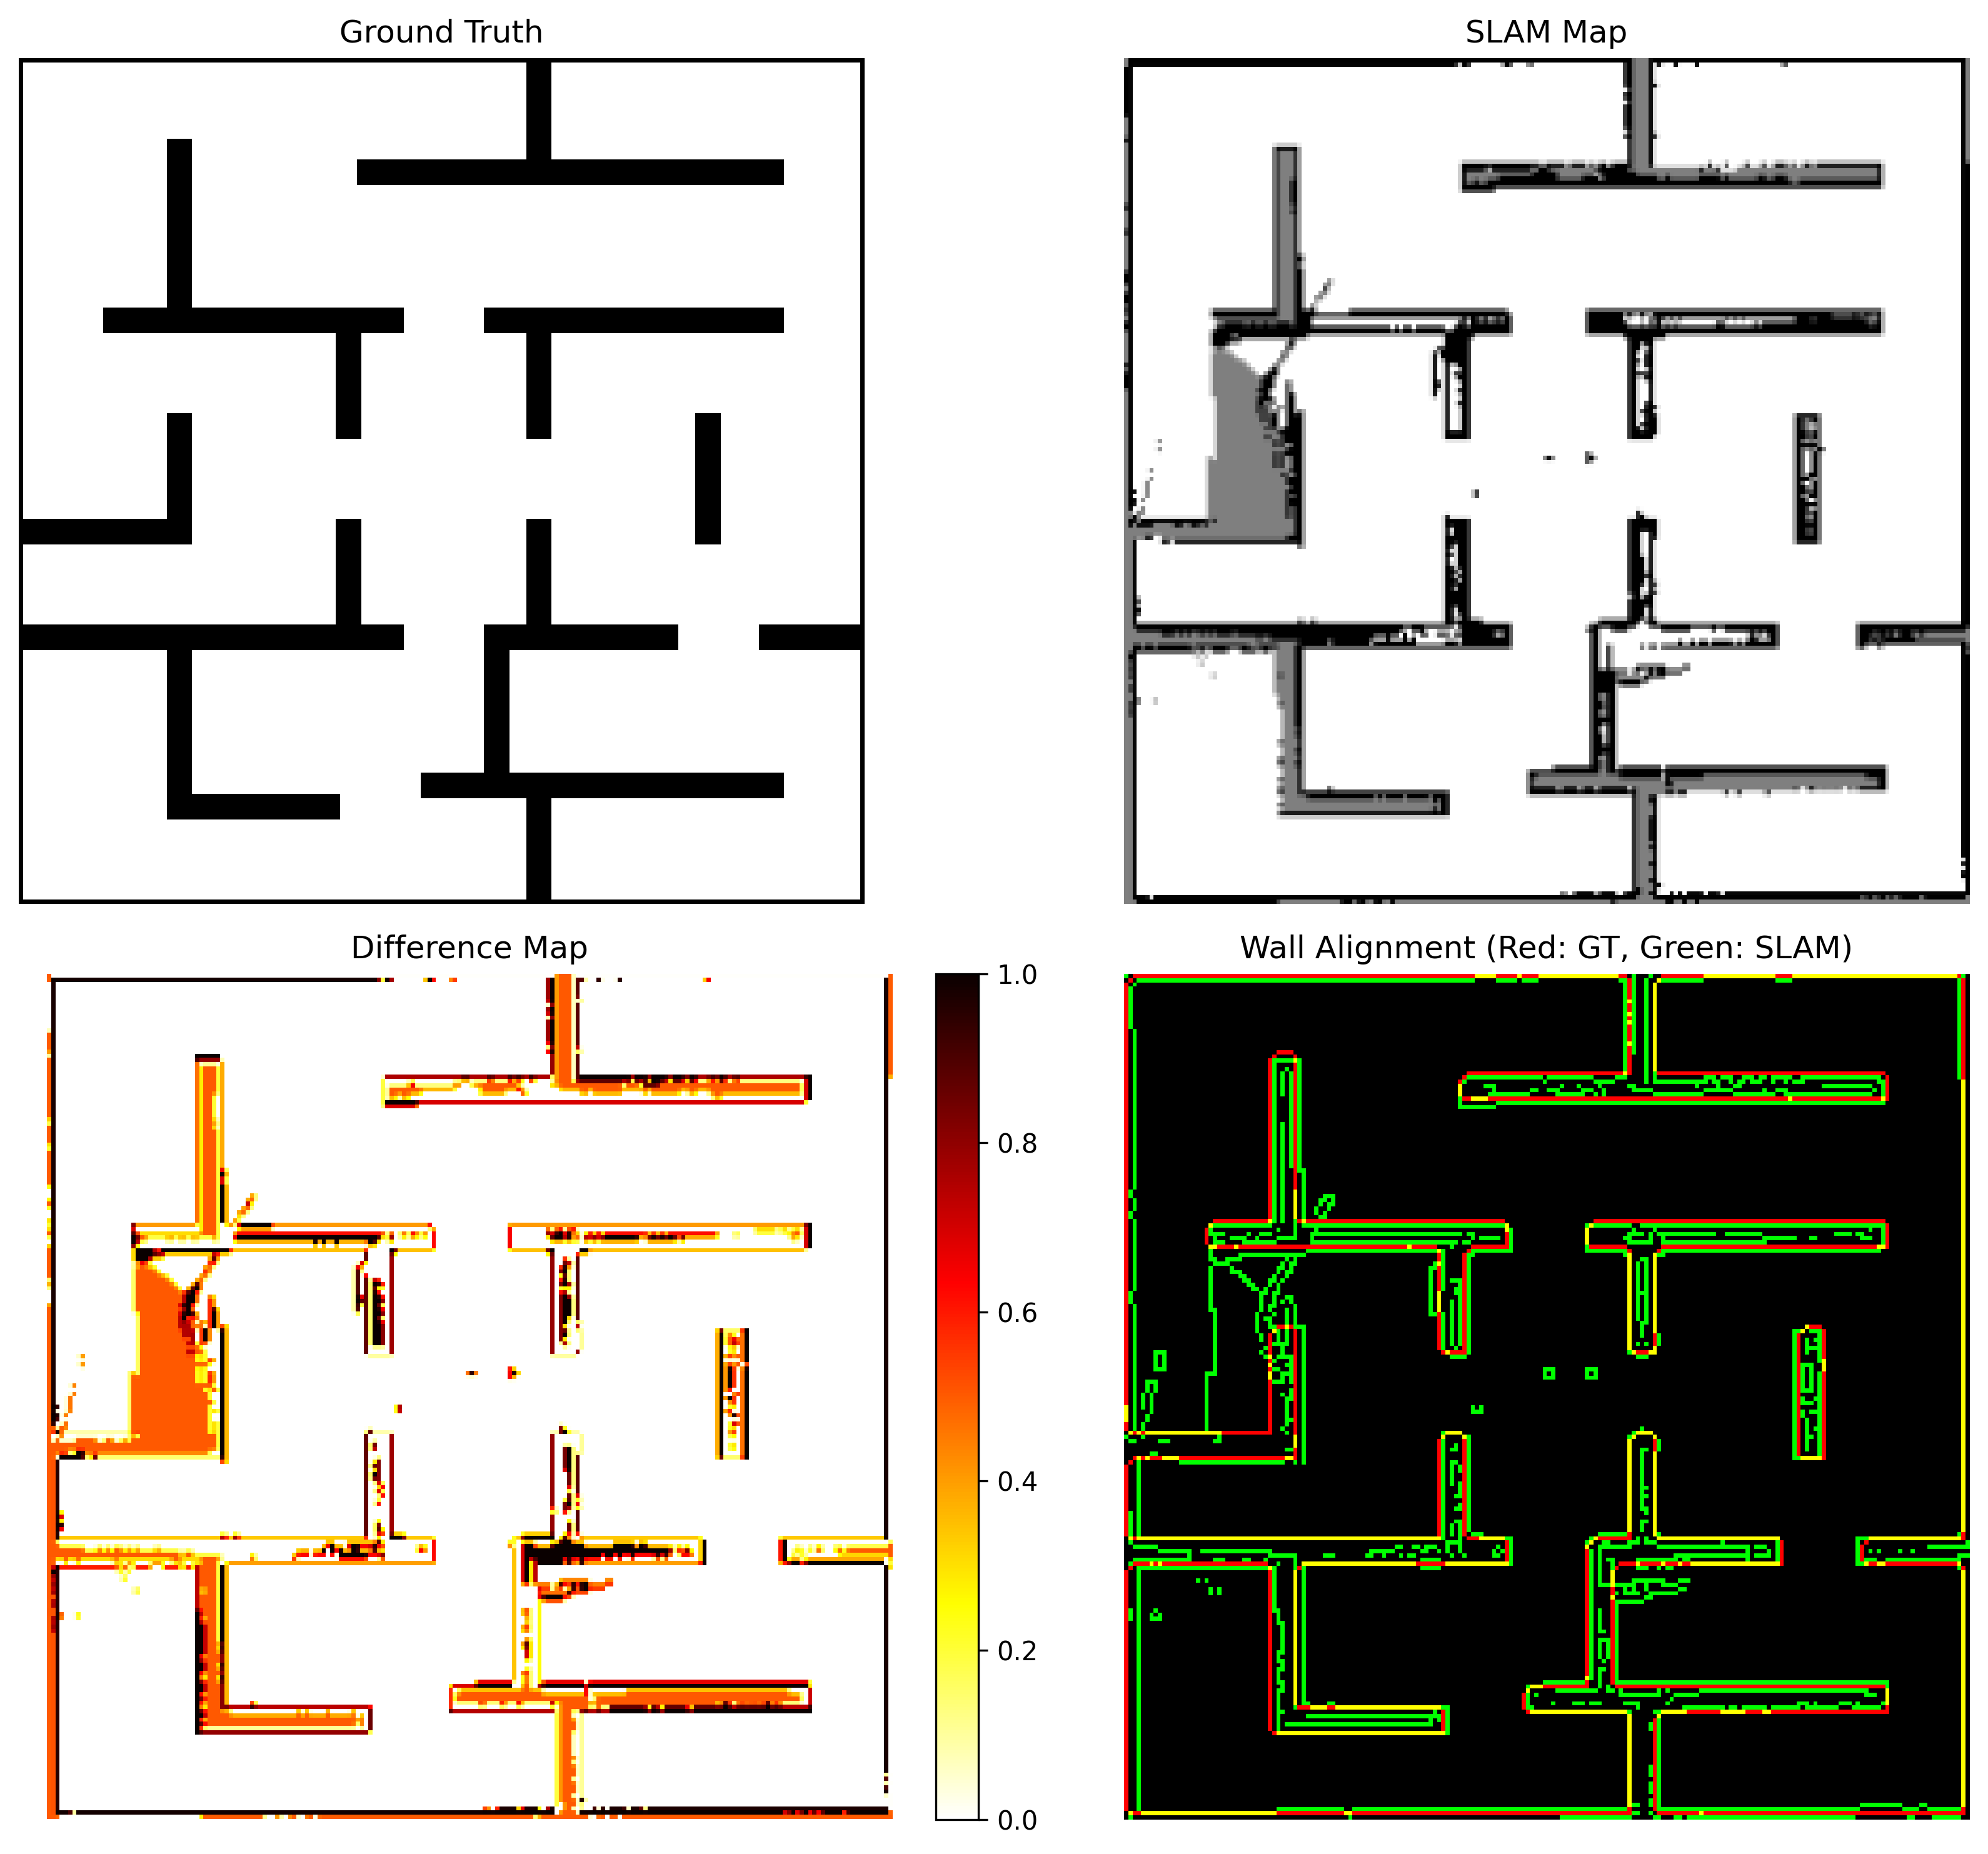 Ground Truth
SLAM Map
Difference Map
Wall Alignment (Red: GT, Green: SLAM)
1.0
0.8
0.6
0.4
0.2
0.0